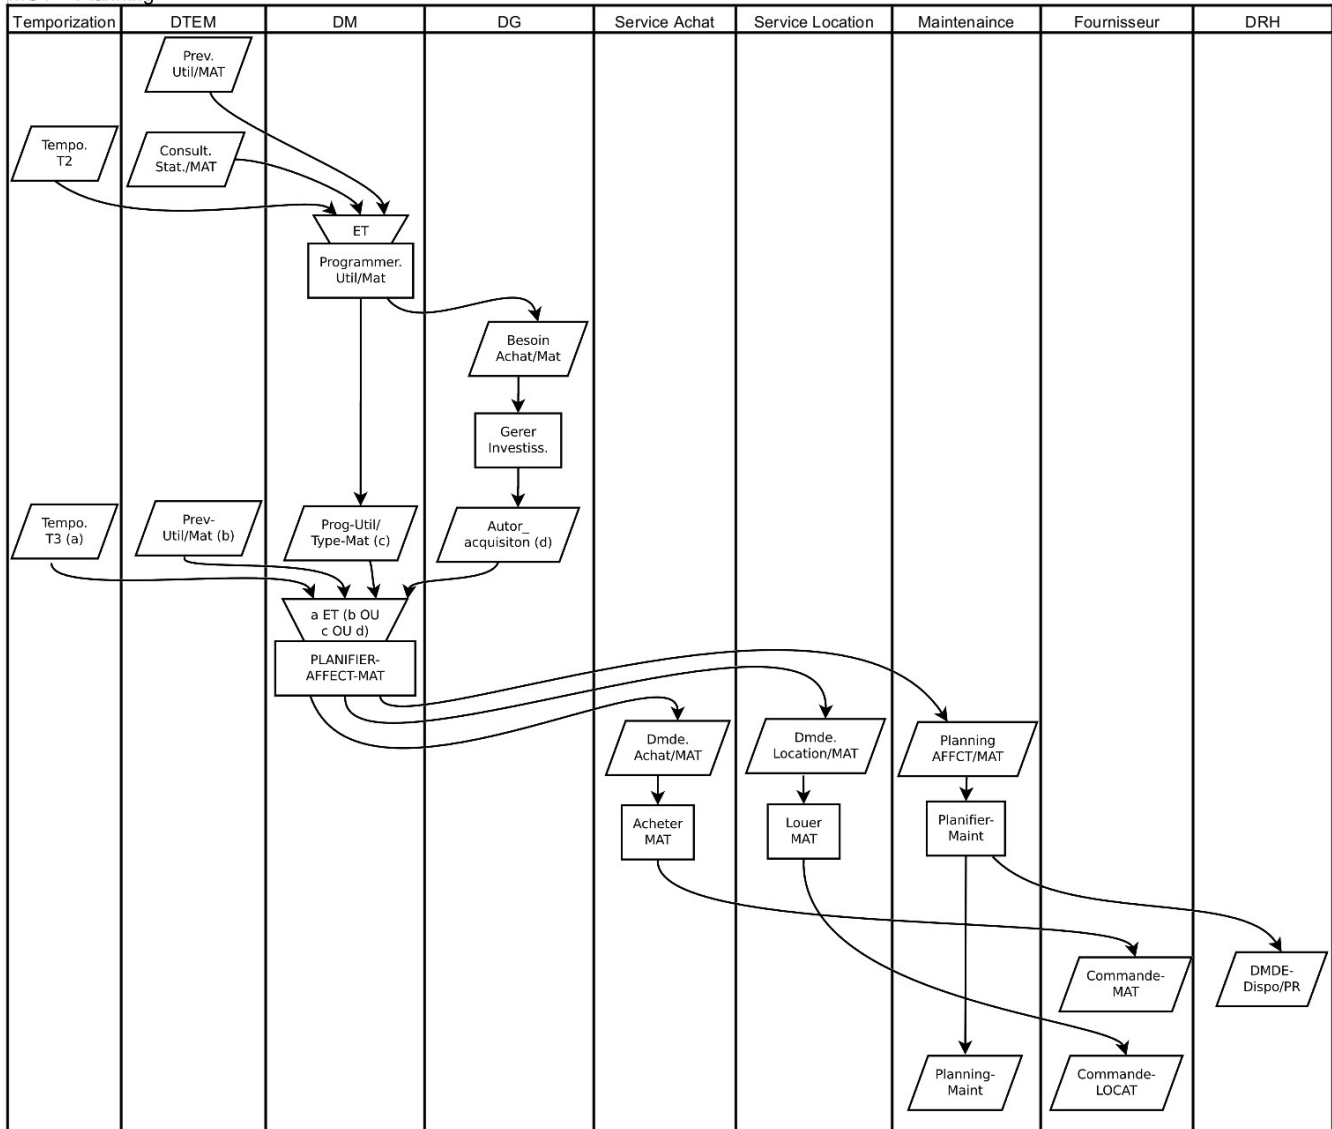 Temporization
DTEM
DM
DG
Service Achat
Service Location
Maintenaince
Fournisseur
DRH
Prev.
Util/MAT
Tempo.
T2
Consult.
Stat./MAT
ET
Programmer.
Util/Mat
Besoin
Achat/Mat
Gerer
Investiss.
Tempo.
T3 (a)
Prev-
Util/Mat (b)
Prog-Util/
Type-Mat (c)
Autor_
acquisiton (d)
a ET (b OU
c OU d)
PLANIFIER-
AFFECT-MAT
Dmde.
Achat/MAT
Dmde.
Location/MAT
Planning
AFFCT/MAT
Acheter
MAT
Louer
MAT
Planifier-
Maint
Commande-
MAT
DMDE-
Dispo/PR
Planning-
Maint
Commande-
LOCAT